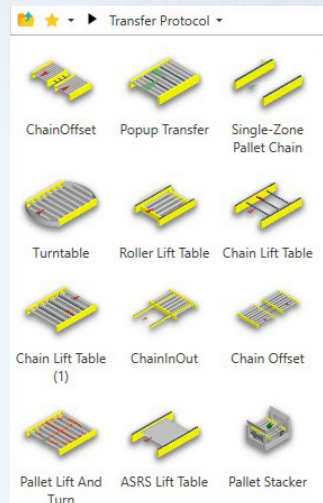 Transfer Protocol
ChainOffset Popup Transfer Single-Zone
Pallet Chain
Turntable Roller Lift Table Chain Lift Table
Chain Lift Table ChainInOut Chain Offset
(1)
Pallet Lift And ASRS Lift Table Pallet Stacker
Turn